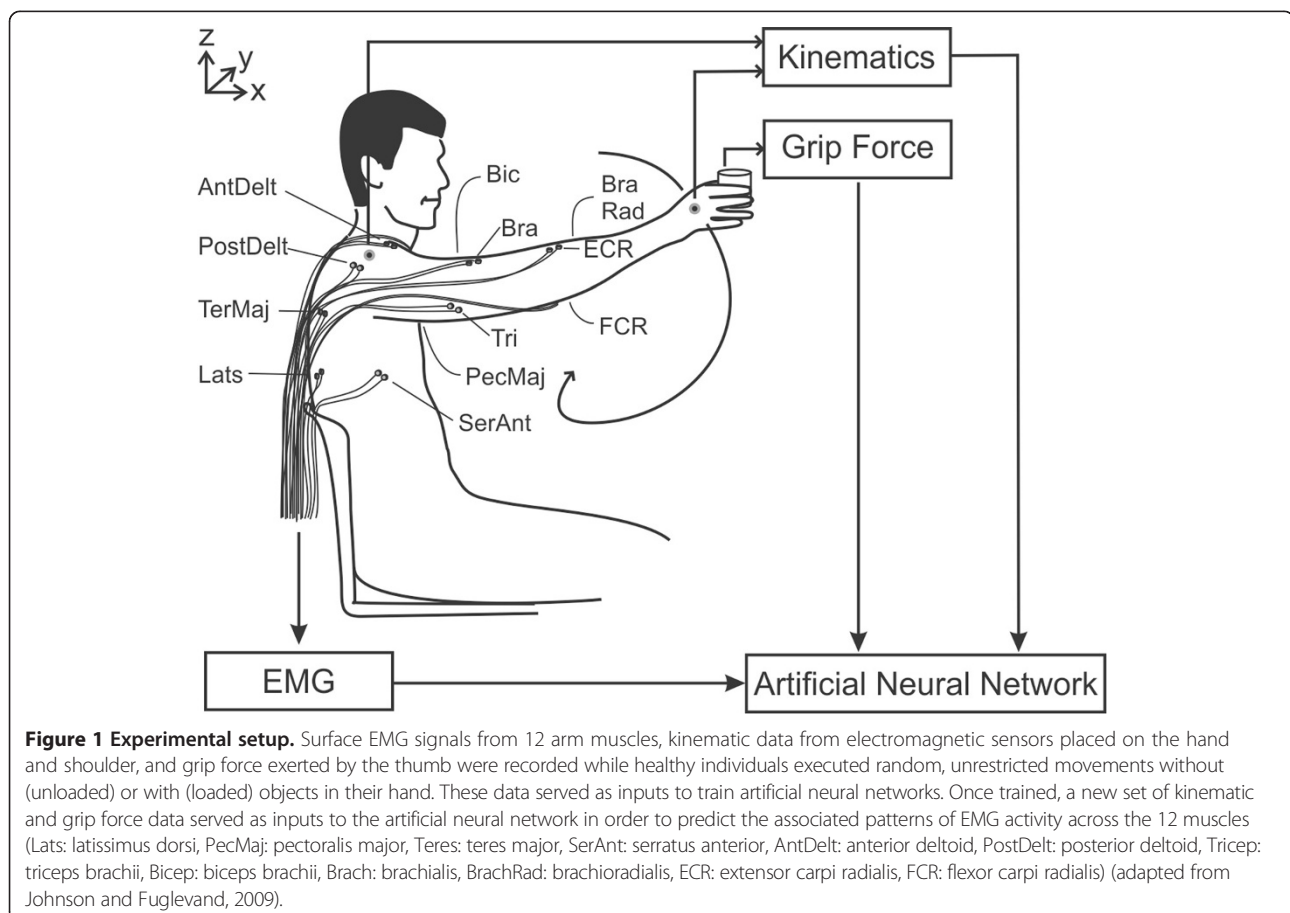 z
y
x
Kinematics
Grip Force
AntDelt
Bic
Bra
Rad
PostDelt
Bra
ECR
TerMaj
Tri
FCR
Lats
PecMaj
SerAnt
EMG
Artificial Neural Network
Figure 1 Experimental setup. Surface EMG signals from 12 arm muscles, kinematic data from electromagnetic sensors placed on the hand
and shoulder, and grip force exerted by the thumb were recorded while healthy individuals executed random, unrestricted movements without
(unloaded) or with (loaded) objects in their hand. These data served as inputs to train artificial neural networks. Once trained, a new set of kinematic
and grip force data served as inputs to the artificial neural network in order to predict the associated patterns of EMG activity across the 12 muscles
(Lats: latissimus dorsi, PecMaj: pectoralis major, Teres: teres major, SerAnt: serratus anterior, AntDelt: anterior deltoid, PostDelt: posterior deltoid, Tricep:
triceps brachii, Bicep: biceps brachii, Brach: brachialis, BrachRad: brachioradialis, ECR: extensor carpi radialis, FCR: flexor carpi radialis) (adapted from
Johnson and Fuglevand, 2009).